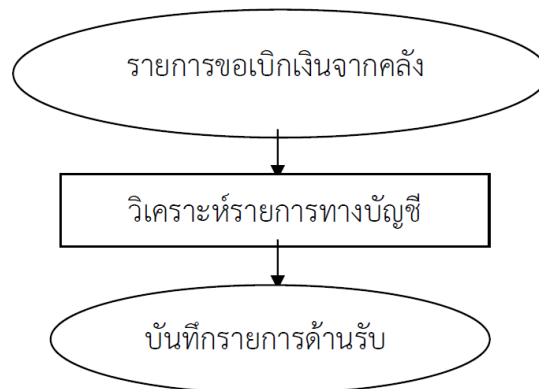 รายการขอเบิกเงินจากคลัง
วิเคราะห์รายการทางบัญชี
บันทึกรายการด้านรับ